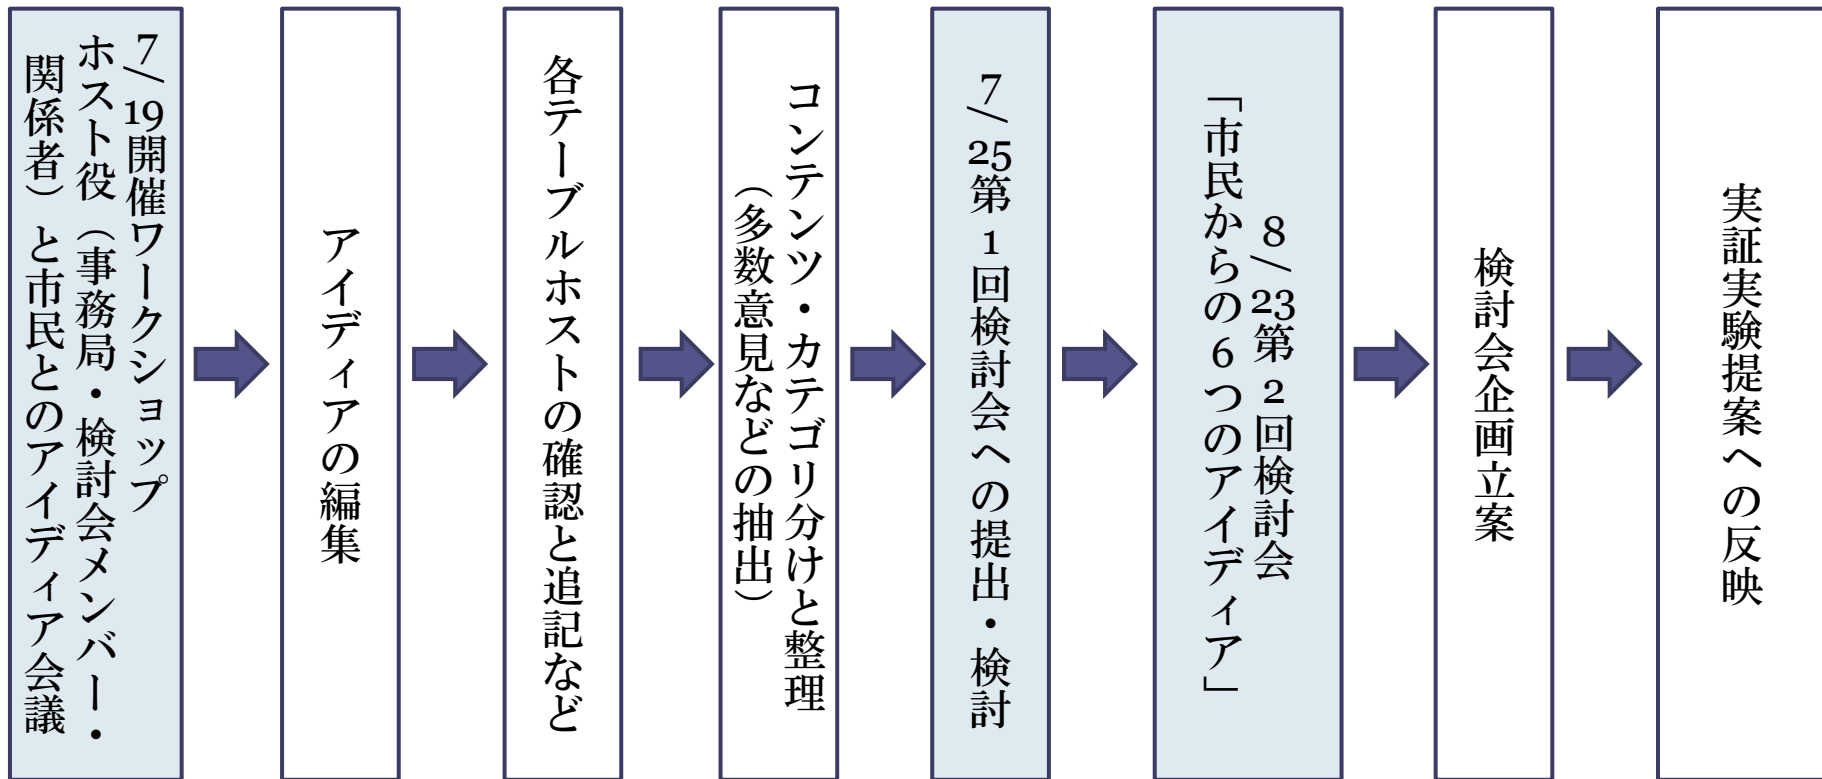 7/19開催ワークショップ
ホスト役（事務局・検討会メンバー・
関係者）と市民とのアイディア会議
アイディアの編集
各テーブルホストの確認と追記など
コンテンツ・カテゴリ分けと整理
（多数意見などの抽出）
7/25第1回検討会への提出・検討
8/23第2回検討会
「市民からの6つのアイディア」
検討会企画立案
実証実験提案への反映